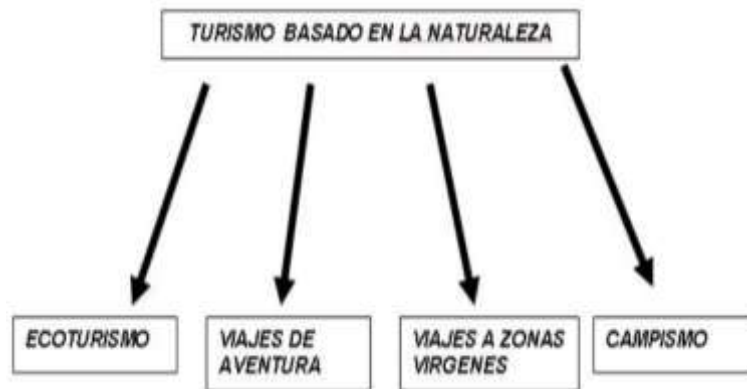 TURISMO BASADO EN LA NATURALEZA
ECOTURISMO
VIAJES DE
AVENTURA
VIAJES A ZONAS
VIRGENES
CAMPISMO